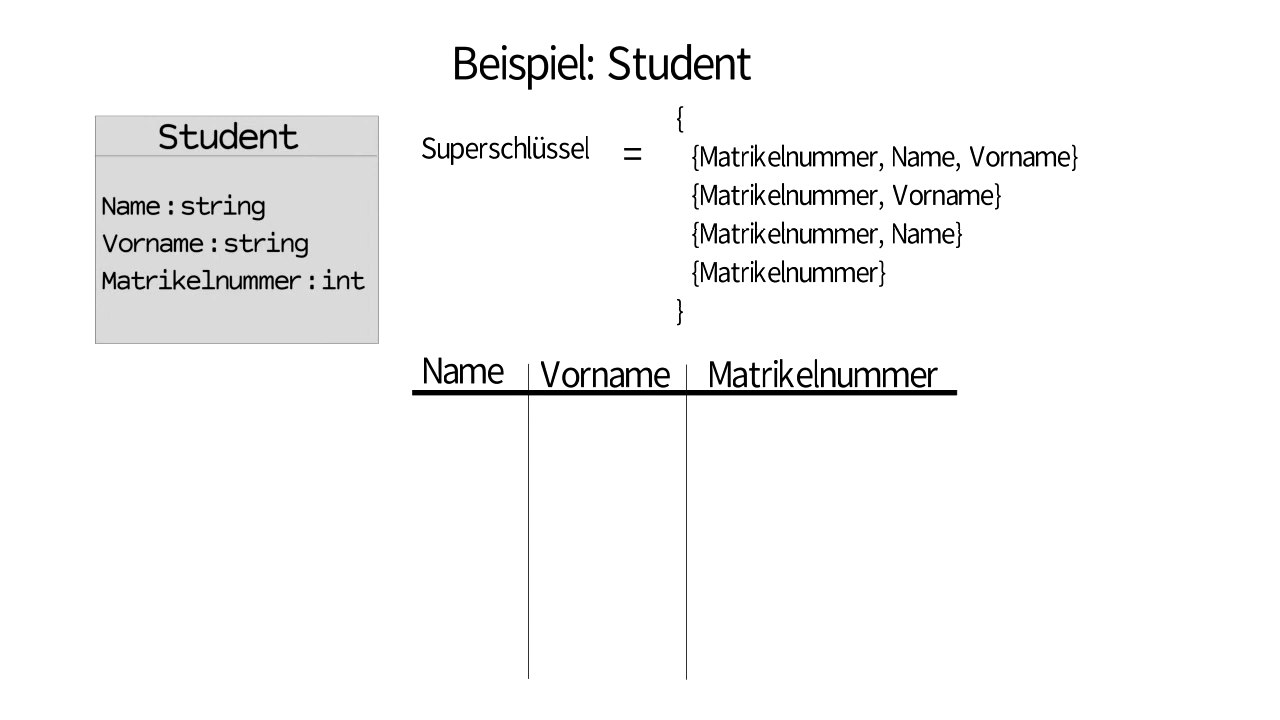 Beispiel: Student
Student
Name : string
Vorname : string
Matrikelnummer : int
Superschlüssel =
{
{Matrikelnummer, Name, Vorname}
{Matrikelnummer, Vorname}
{Matrikelnummer, Name}
{Matrikelnummer}
}
Name Vorname Matrikelnummer